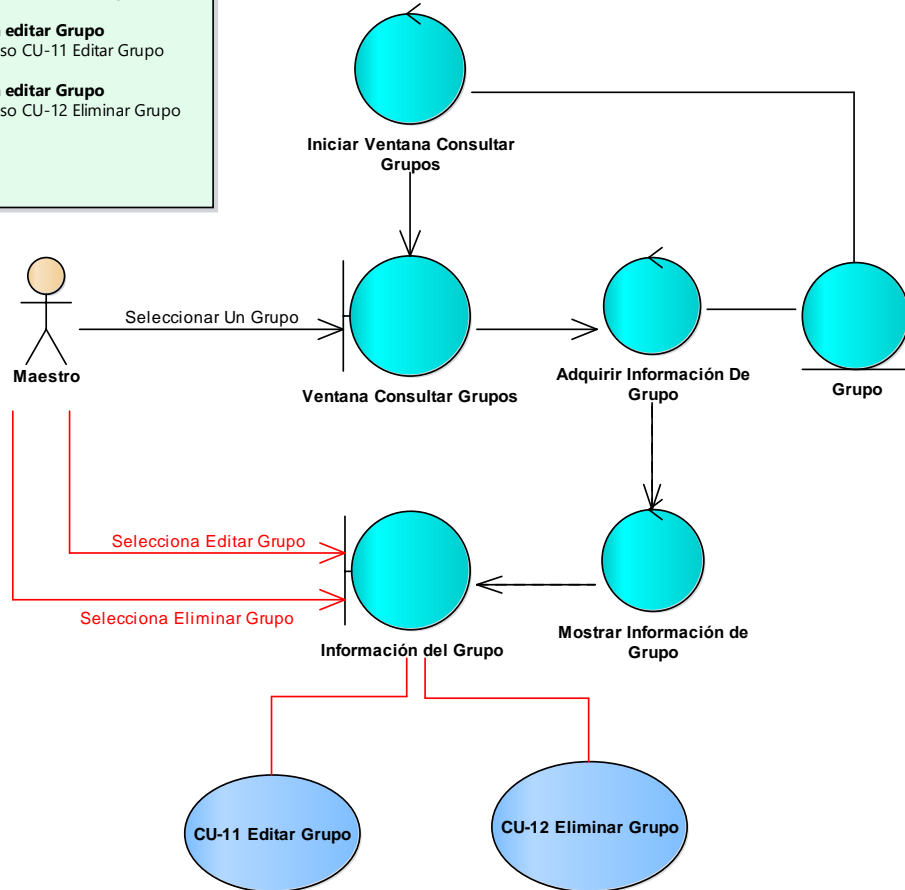 editar Grupo
so CU-11 Editar Grupo
editar Grupo
so CU-12 Eliminar Grupo
Iniciar Ventana Consultar
Grupos
Seleccionar Un Grupo
Maestro
Ventana Consultar Grupos
Adquirir Información De
Grupo
Grupo
Selecciona Editar Grupo
Selecciona Eliminar Grupo
Información del Grupo
Mostrar Información de
Grupo
CU-11 Editar Grupo
CU-12 Eliminar Grupo